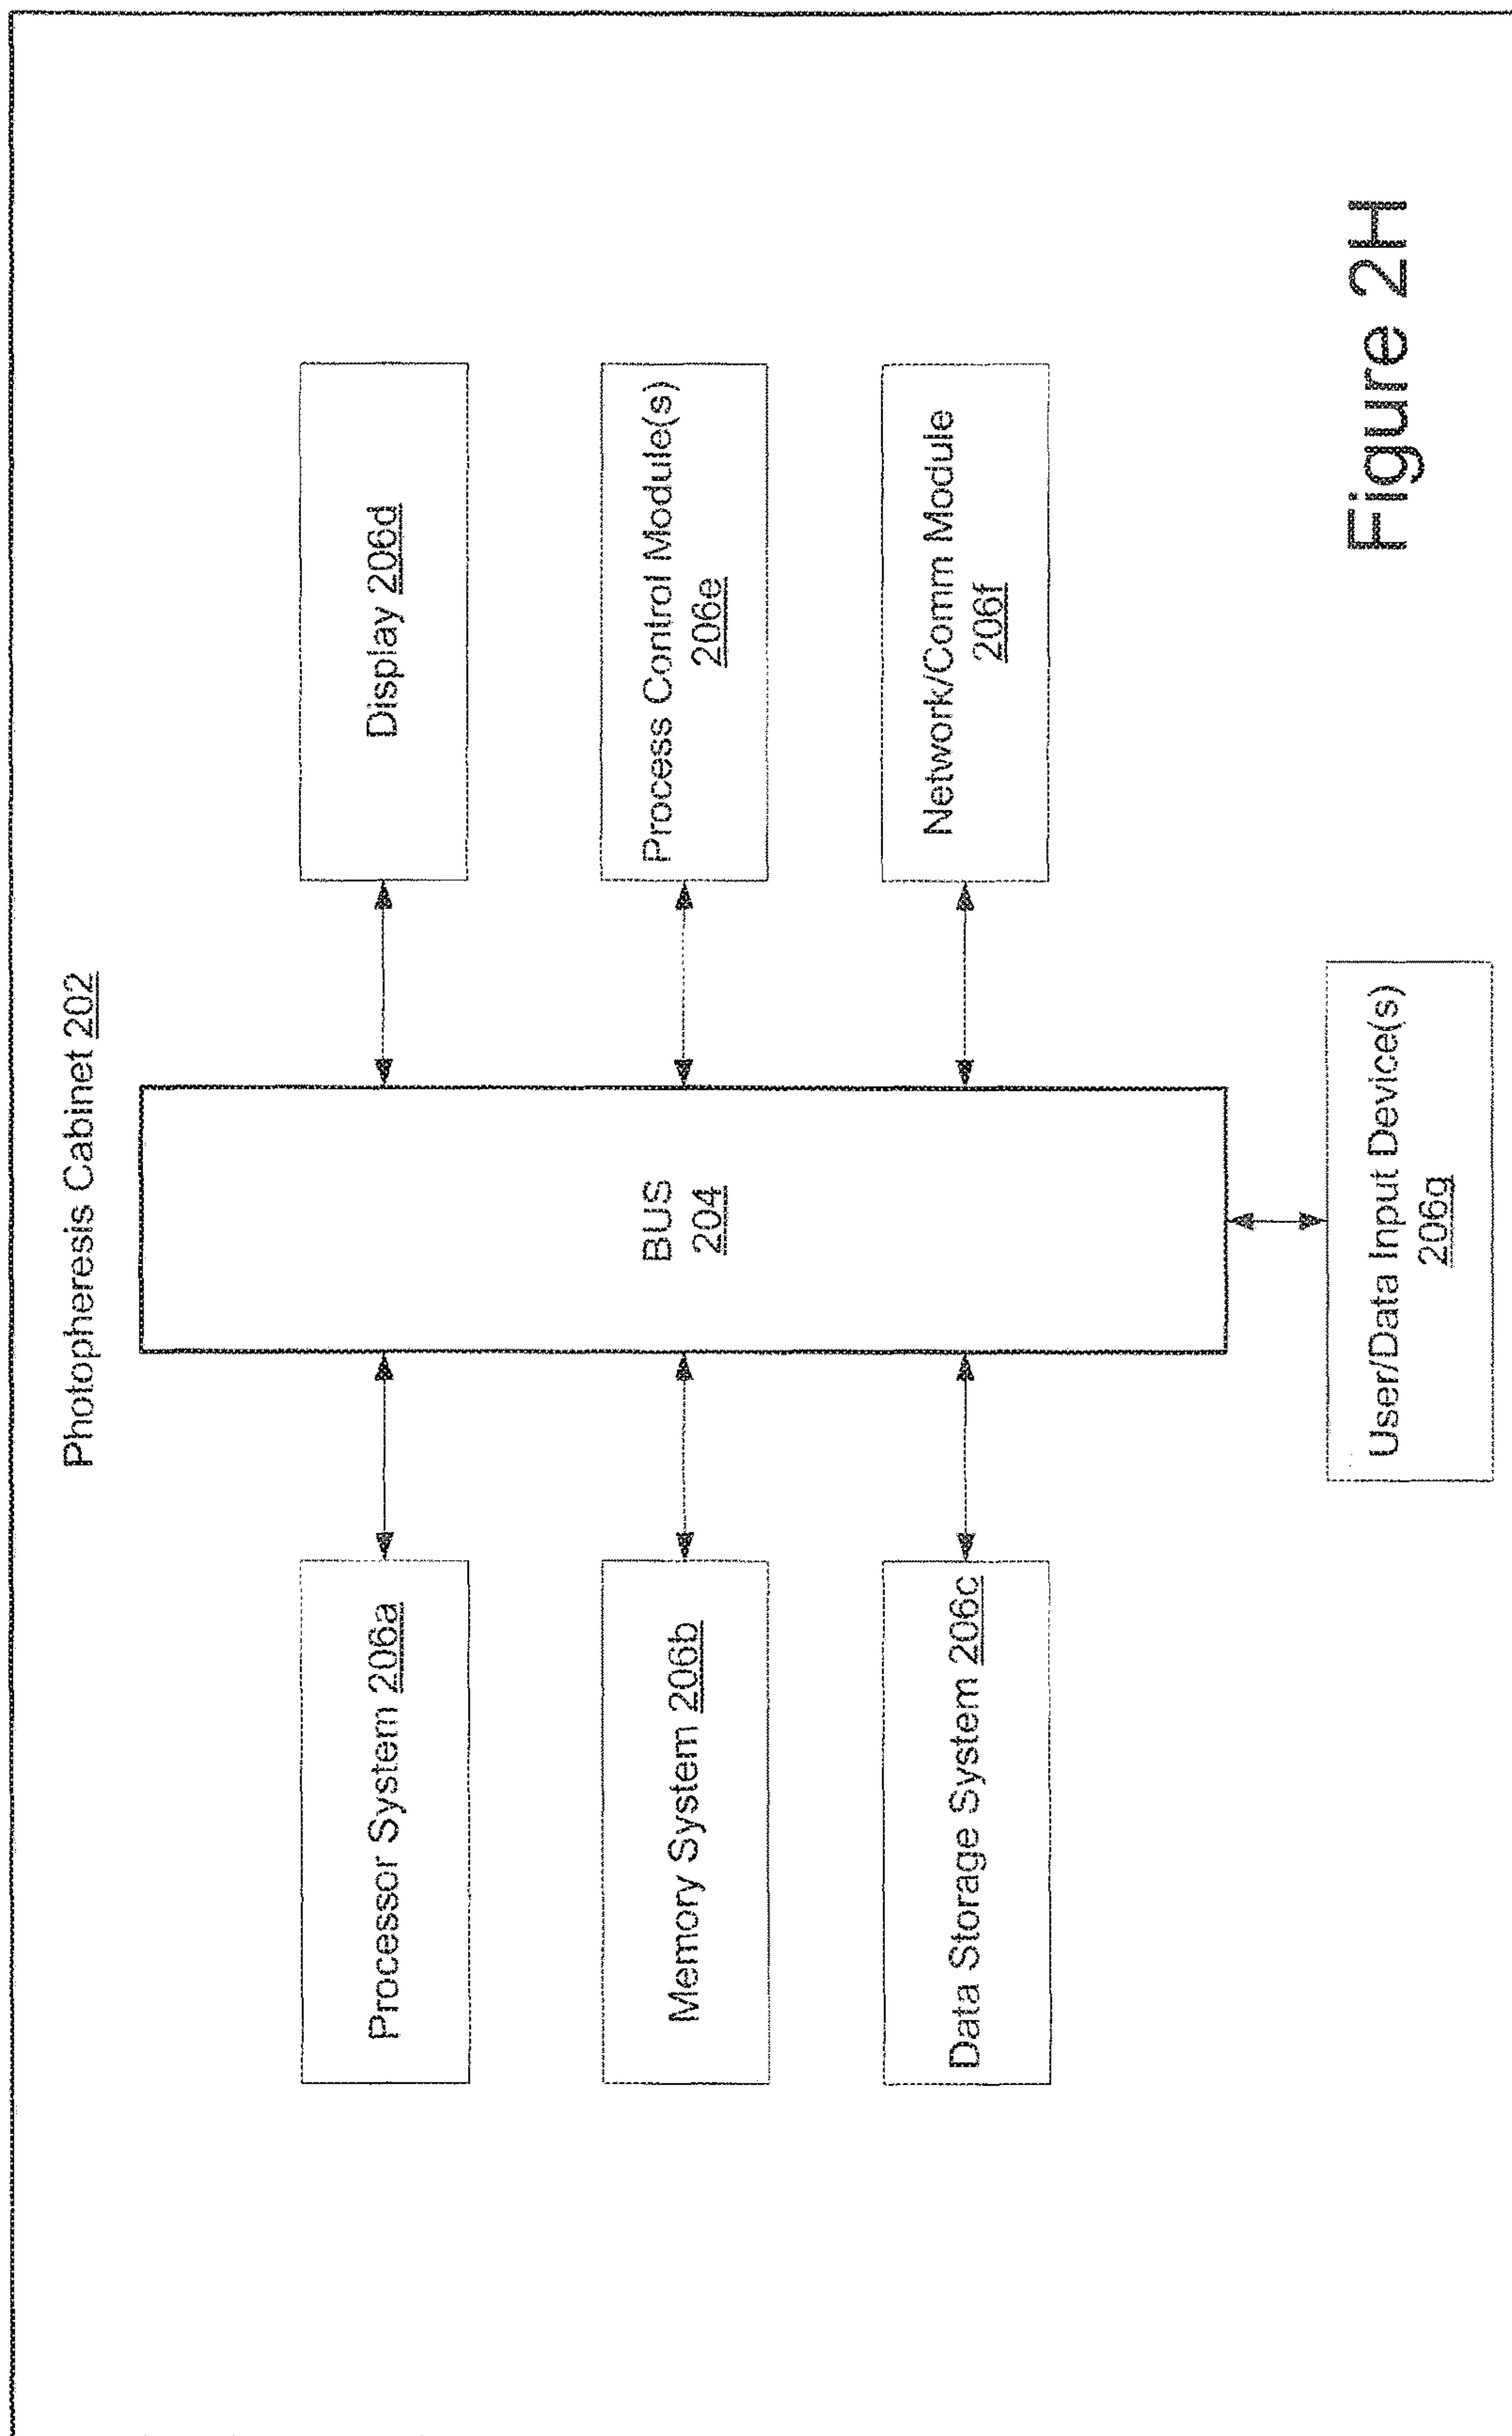 Photopheresis Cabinet 202
Processor System 206a
Memory System 206b
Data Storage System 206c
BUS
204
Display 206d
Process Control Module(s)
206e
Network/Comm Module
206f
User/Data Input Device(s)
206g
Figure 2H